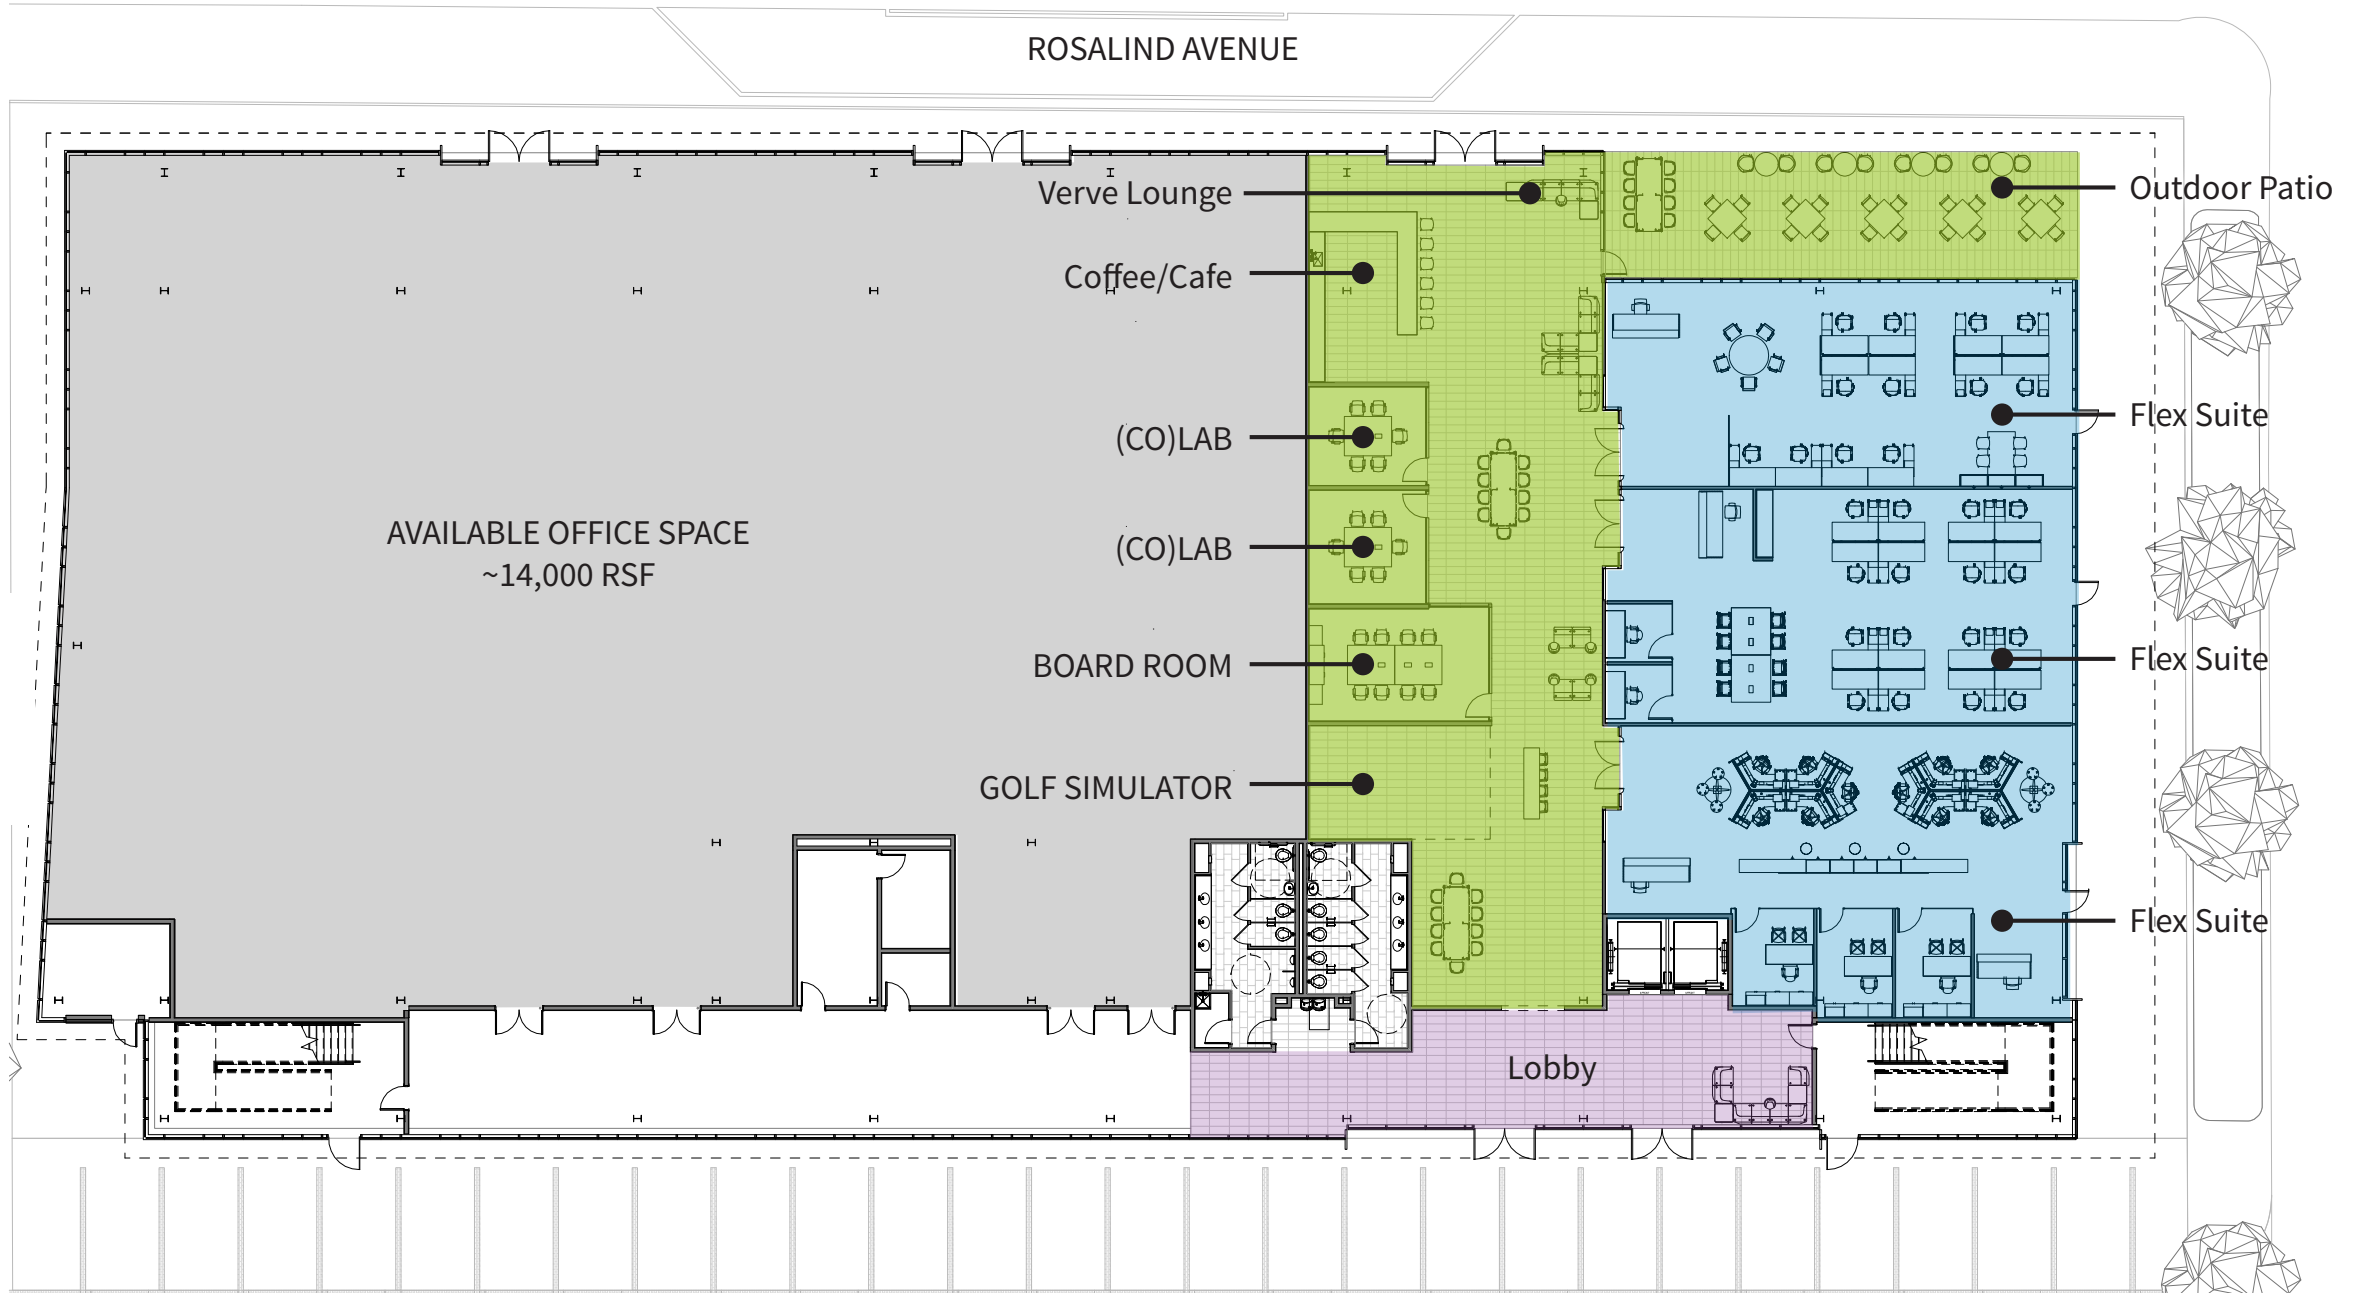 ROSALIND AVENUE
Verve Lounge
Outdoor Patio
Coffee/Cafe
Flex Suite
(CO)LAB
AVAILABLE OFFICE SPACE
~14,000 RSF
(CO)LAB
Flex Suite
BOARD ROOM
GOLF SIMULATOR
Flex Suite
Lobby